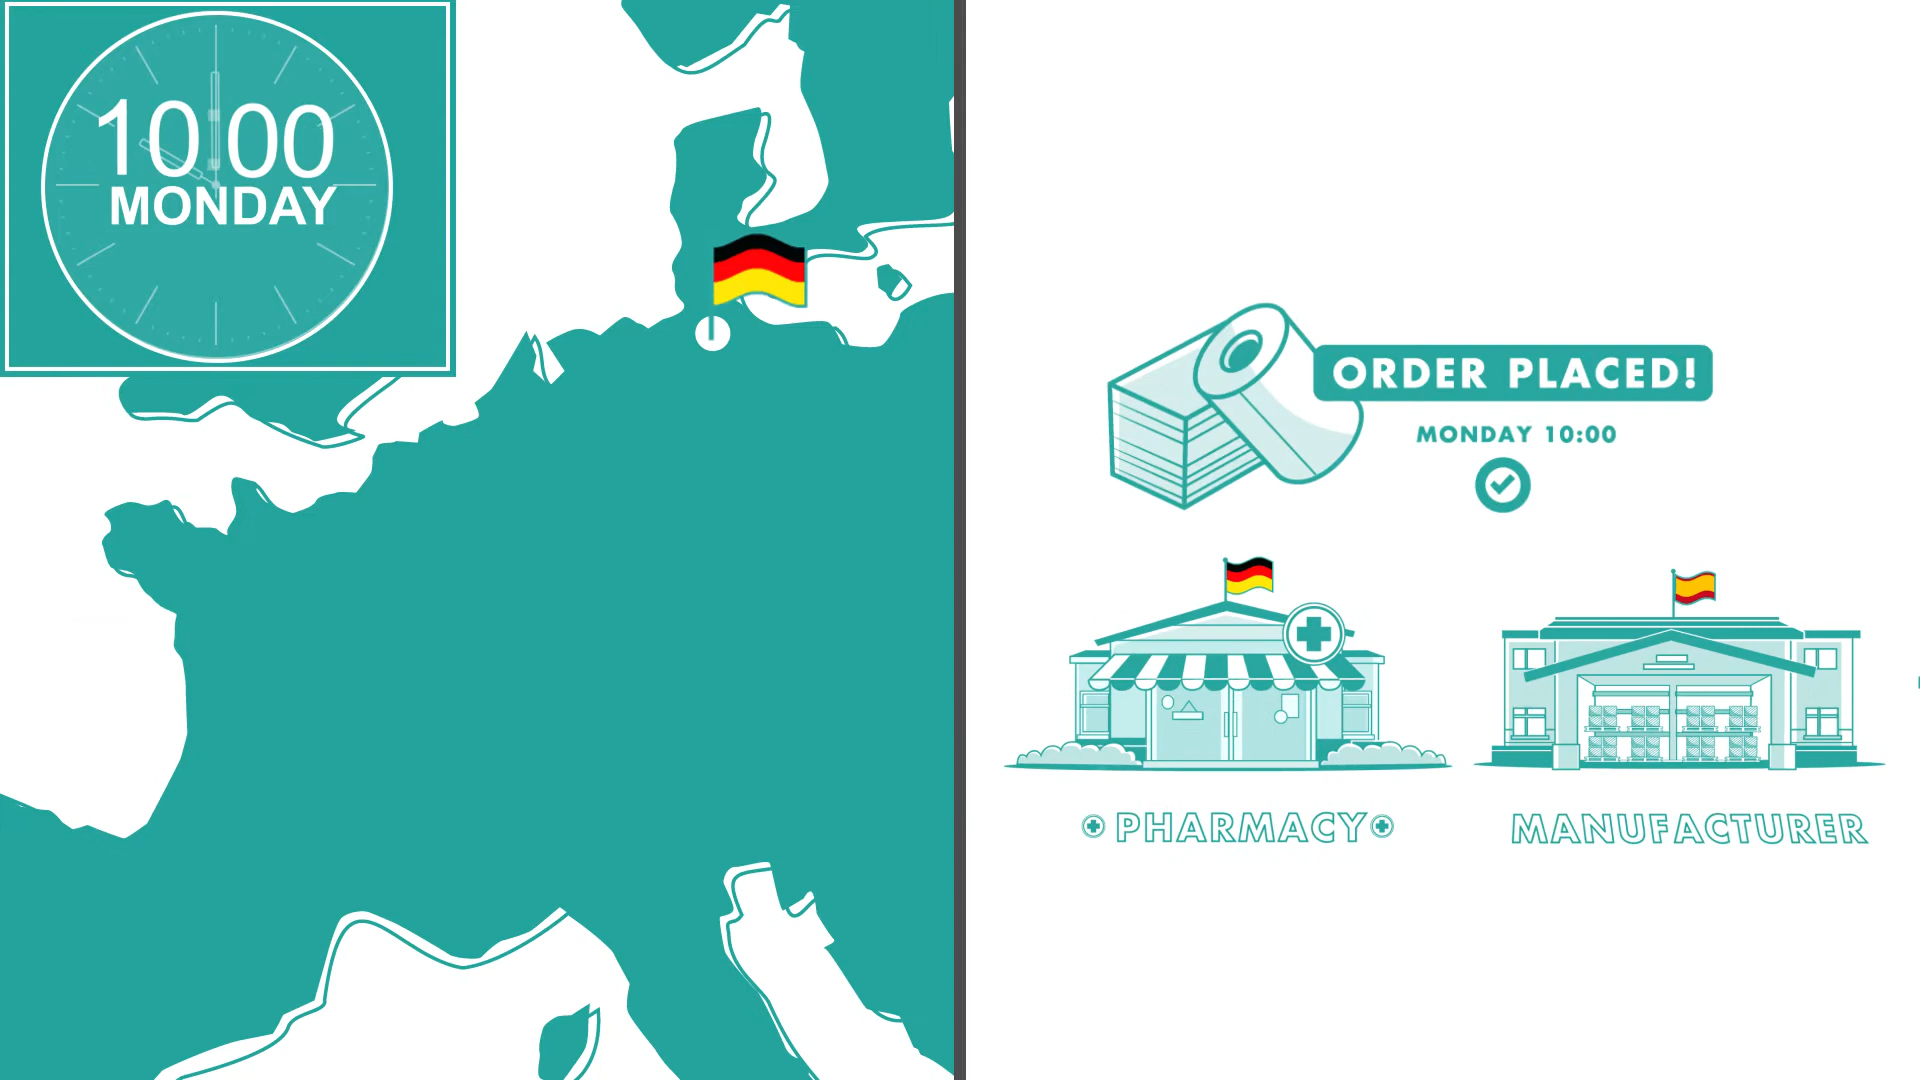 10 00
MONDAY
ORDER PLACED!
MONDAY 10:00
PHARMACY
MANUFACTURER